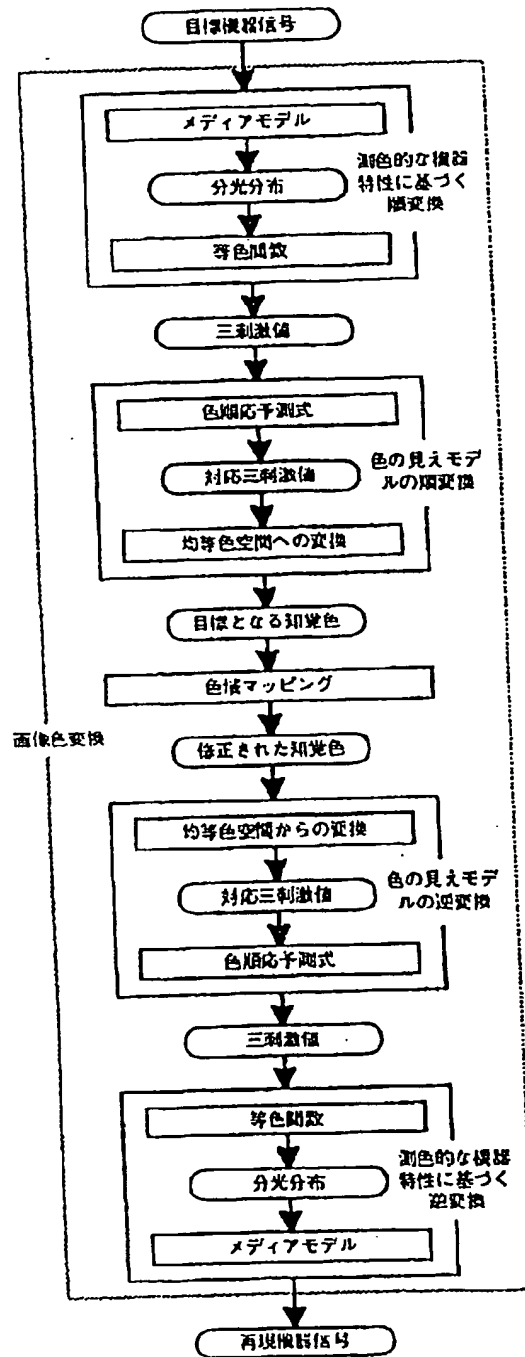 目標機器信号
メディアモデル
分光分布
等色関数
測色的な機器
特性に基づく
順変換
三刺激値
色順応予測式
対応三刺激値
均等色空間への変換
色の見えモデ
ルの順変換
目標となる知覚色
色域マッピング
画像色変換
修正された知覚色
均等色空間からの変換
対応三刺激値
色順応予測式
色の見えモデ
ルの逆変換
三刺激値
等色関数
分光分布
メディアモデル
測色的な機器
特性に基づく
逆変換
再現機器信号